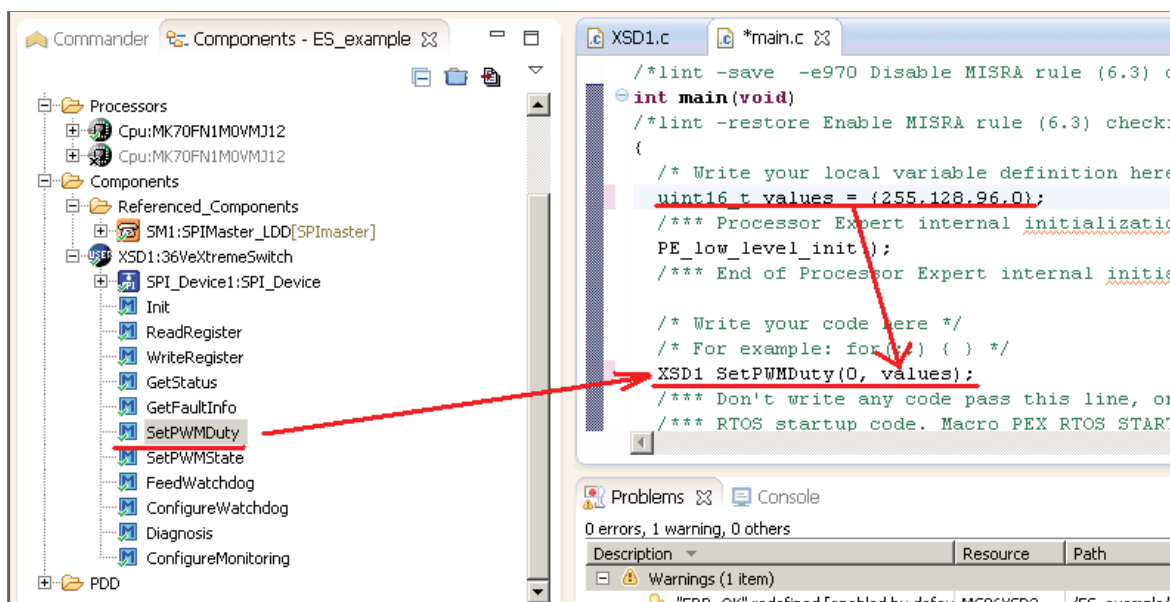 Commander
Components - ES_example
Processors
Cpu:MK70FN1M0VMJ12
Cpu:MK70FN1M0VMJ12
Components
Referenced_Components
SM1:SPIMaster_LDD[SPImaster]
XSD1:36VeXtremeSwitch
SPI_Device1:SPI_Device
Init
ReadRegister
WriteRegister
GetStatus
GetFaultInfo
SetPWMDuty
SetPWMState
FeedWatchdog
ConfigureWatchdog
Diagnosis
ConfigureMonitoring
PDD
XSD1.c
*main.c
/*lint -save  -e970 Disable MISRA rule (6.3)
int main(void)
/*lint -restore Enable MISRA rule (6.3)
{
/* Write your local variable definition here
uint16_t values = {255,128,96,0};
/*** Processor Expert internal
PE_low_level_init();
/*** End of Processor Expert internal
/* Write your code here */
/* For example: for(;;) { } */
XSD1_SetPWMDuty(0, values);
/*** Don't write any code pass this line,
/*** RTOS startup code. Macro PEX_RTOS_START
Problems
Console
0 errors, 1 warning, 0 others
Description
Resource
Path
Warnings (1 item)